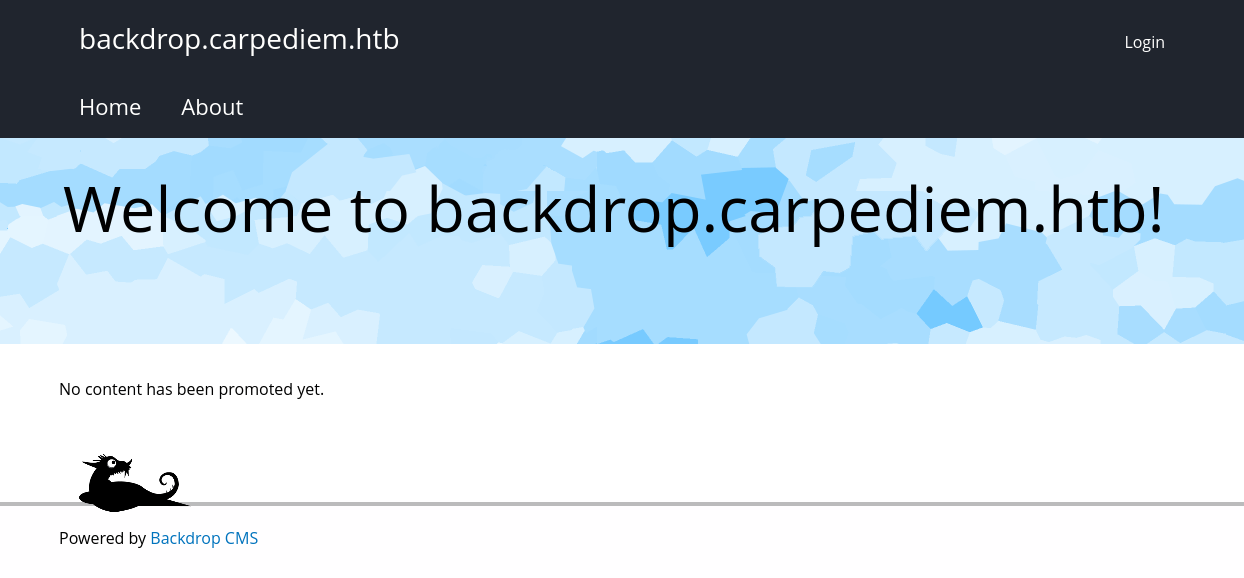 backdrop.carpediem.htb
Login
Home About
Welcome to backdrop.carpediem.htb!
No content has been promoted yet.
Powered by Backdrop CMS